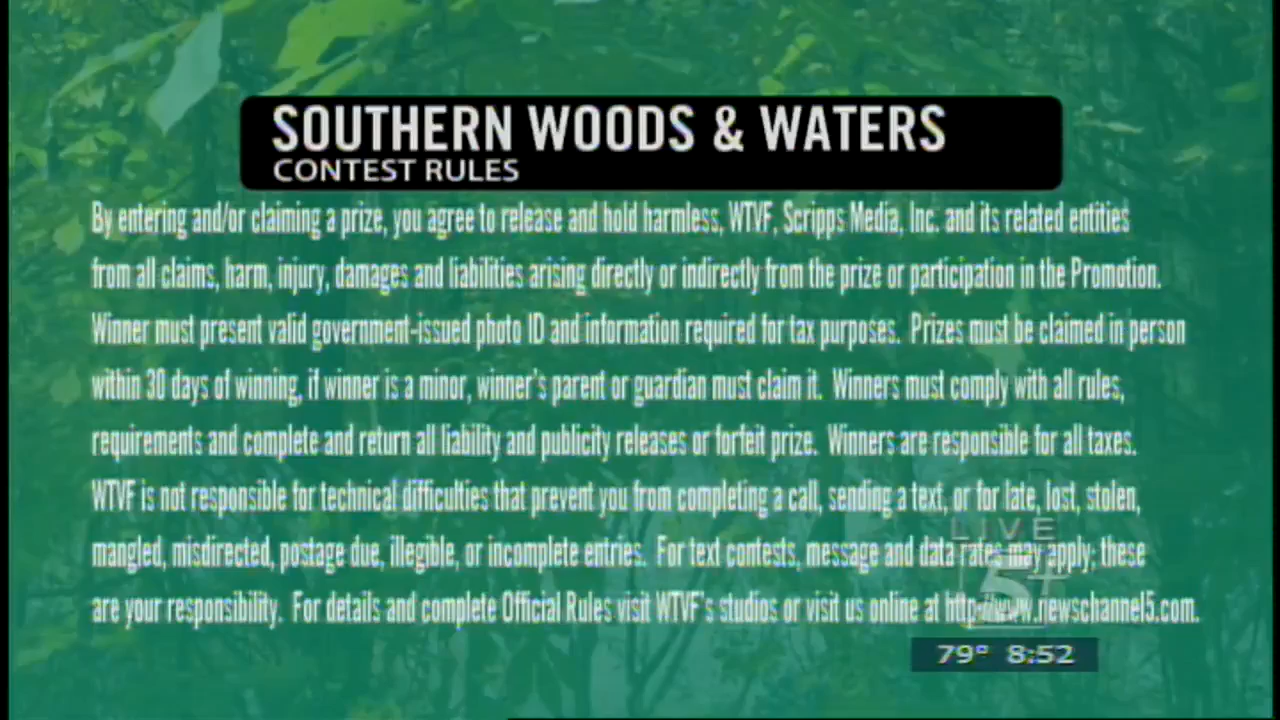 SOUTHERN WOODS & WATERS
CONTEST RULES
By entering and/or claiming a prize, you agree to release and hold harmless, WTVF, Scripps Media, Inc. and its related entities
from all claims, harm, injury, damages and liabilities arising directly or indirectly from the prize or participation in the Promotion.
Winner must present valid government-issued photo ID and information required for tax purposes. Prizes must be claimed in person
within 30 days of winning, if winner is a minor, winner's parent or guardian must claim it. Winners must comply with all rules,
requirements and complete and return all liability and publicity releases or forfeit prize. Winners are responsible for all taxes.
WTVF is not responsible for technical difficulties that prevent you from completing a call, sending a text, or for late, lost, stolen,
mangled, misdirected, postage due, illegible, or incomplete entries. For text contests, message and data rates may apply; these
are your responsibility. For details and complete Official Rules visit WTVF's studios or visit us online at http://www.newschannel5.com.
LIVE
5+
79° 8:52